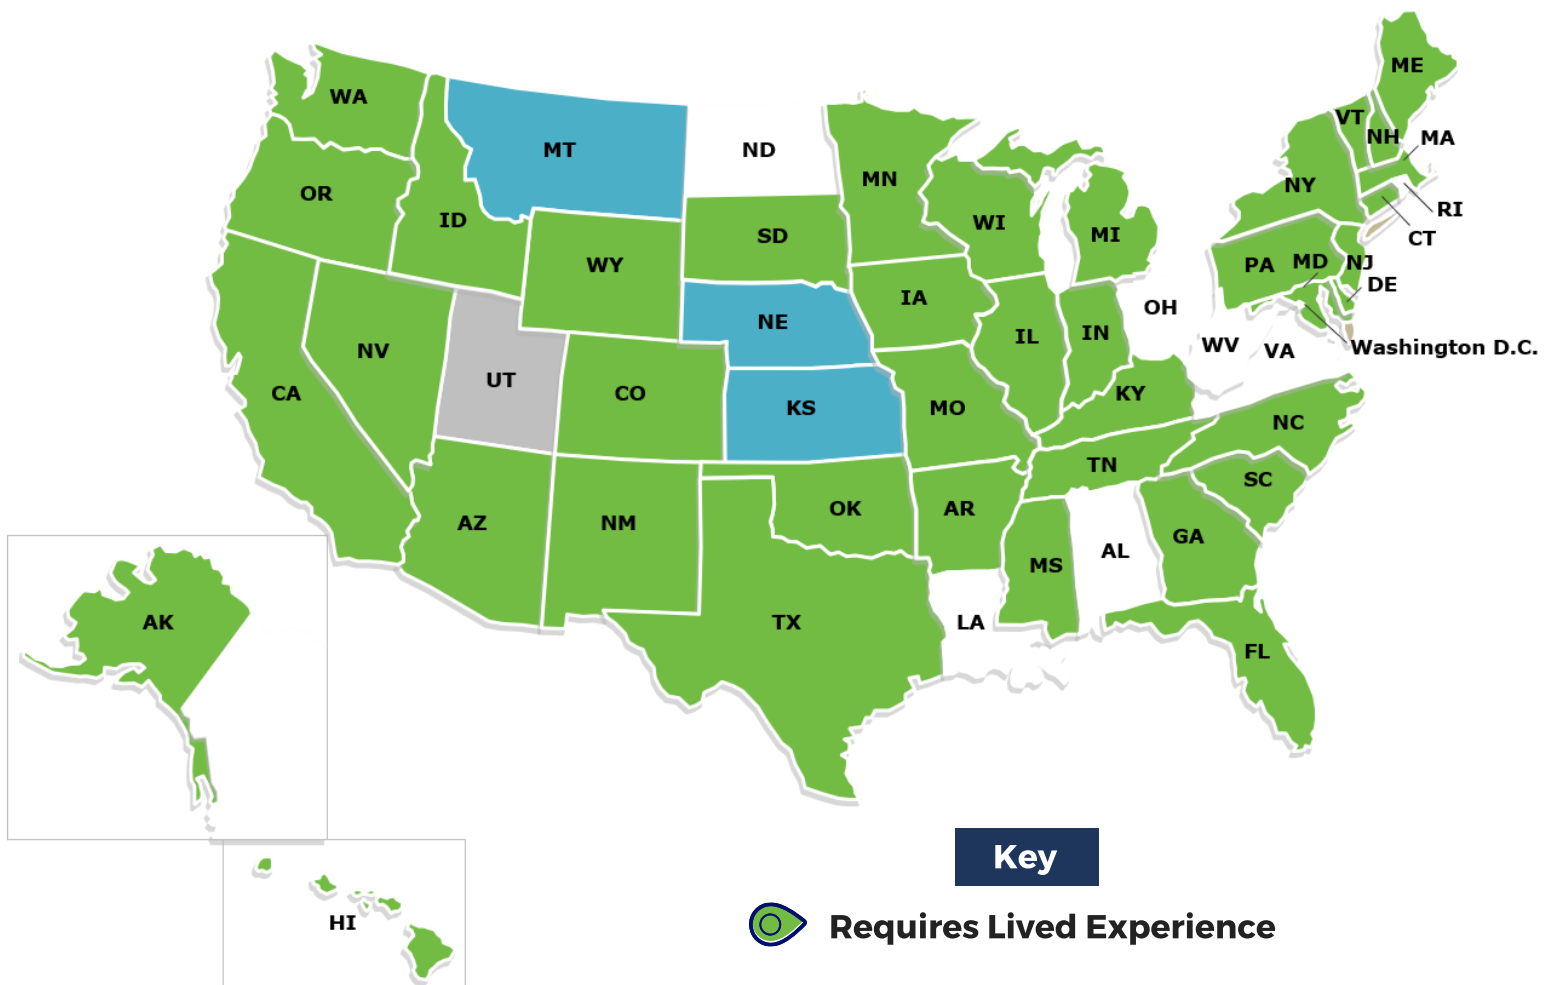 ME
WA
VT
NH
MA
MT
ND
MN
NY
OR
ID
RI
WI
SD
MI
CT
WY
PA
MD
NJ
DE
IA
NE
OH
IL
IN
WV
VA
Washington D.C.
NV
UT
CO
CA
KS
MO
KY
NC
TN
SC
OK
AR
AZ
NM
GA
AL
MS
AK
TX
LA
FL
Key
HI
Requires Lived Experience